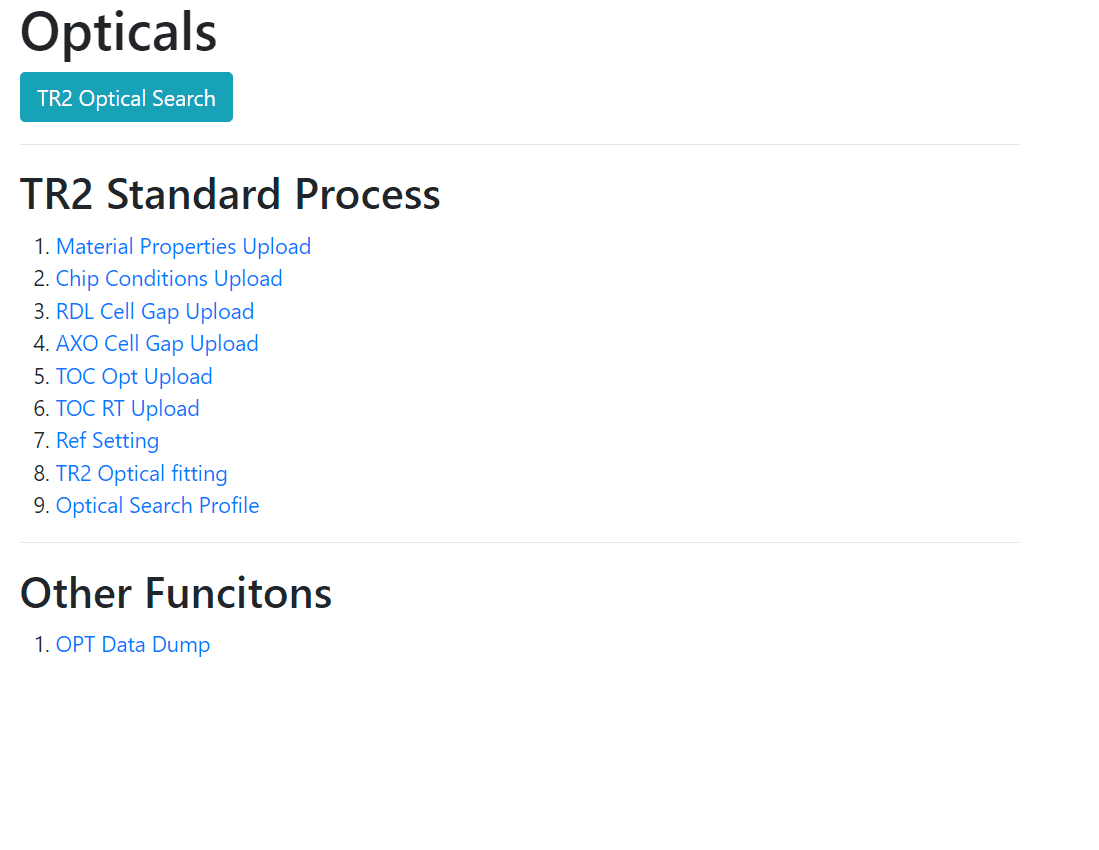 Opticals
TR2 Optical Search
TR2 Standard Process
1. Material Properties Upload
2. Chip Conditions Upload
3. RDL Cell Gap Upload
4. AXO Cell Gap Upload
5. TOC Opt Upload
6. TOC RT Upload
7. Ref Setting
8. TR2 Optical fitting
9. Optical Search Profile
Other Funcitons
1. OPT Data Dump